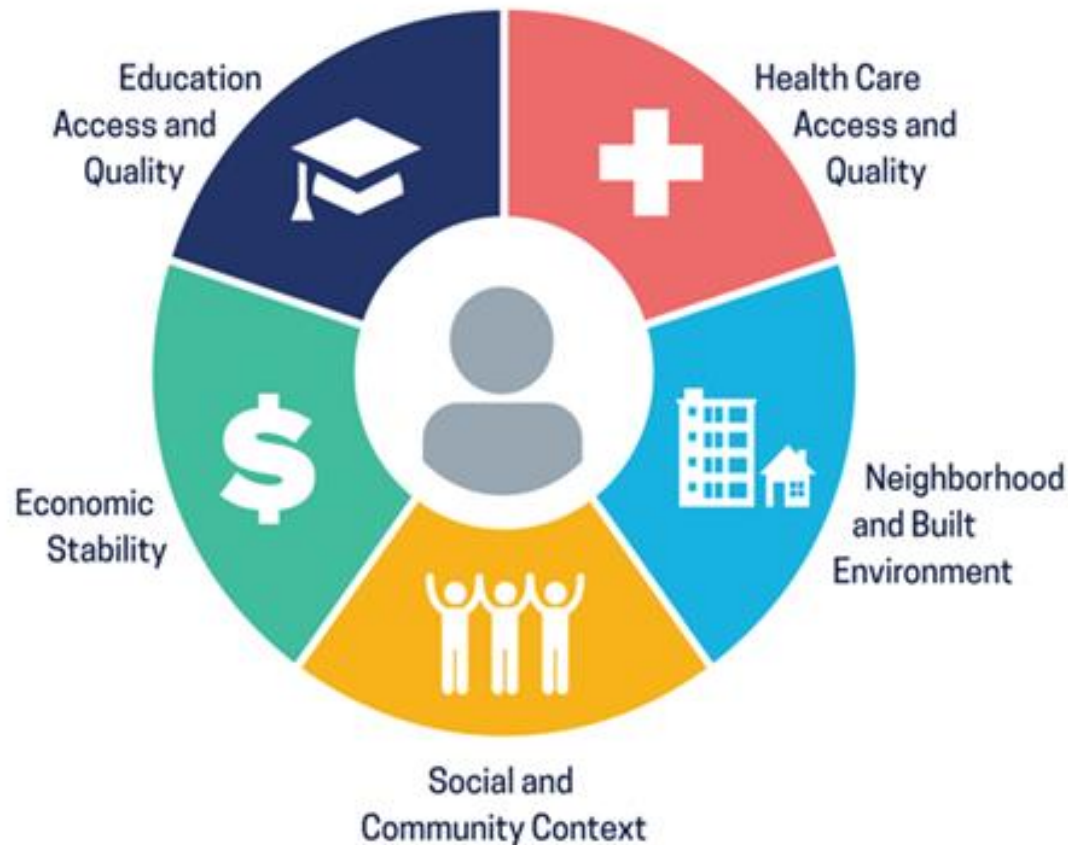 Education
Access and
Quality
Health Care
Access and
Quality
Economic
Stability
Neighborhood
and Built
Environment
Social and
Community Context